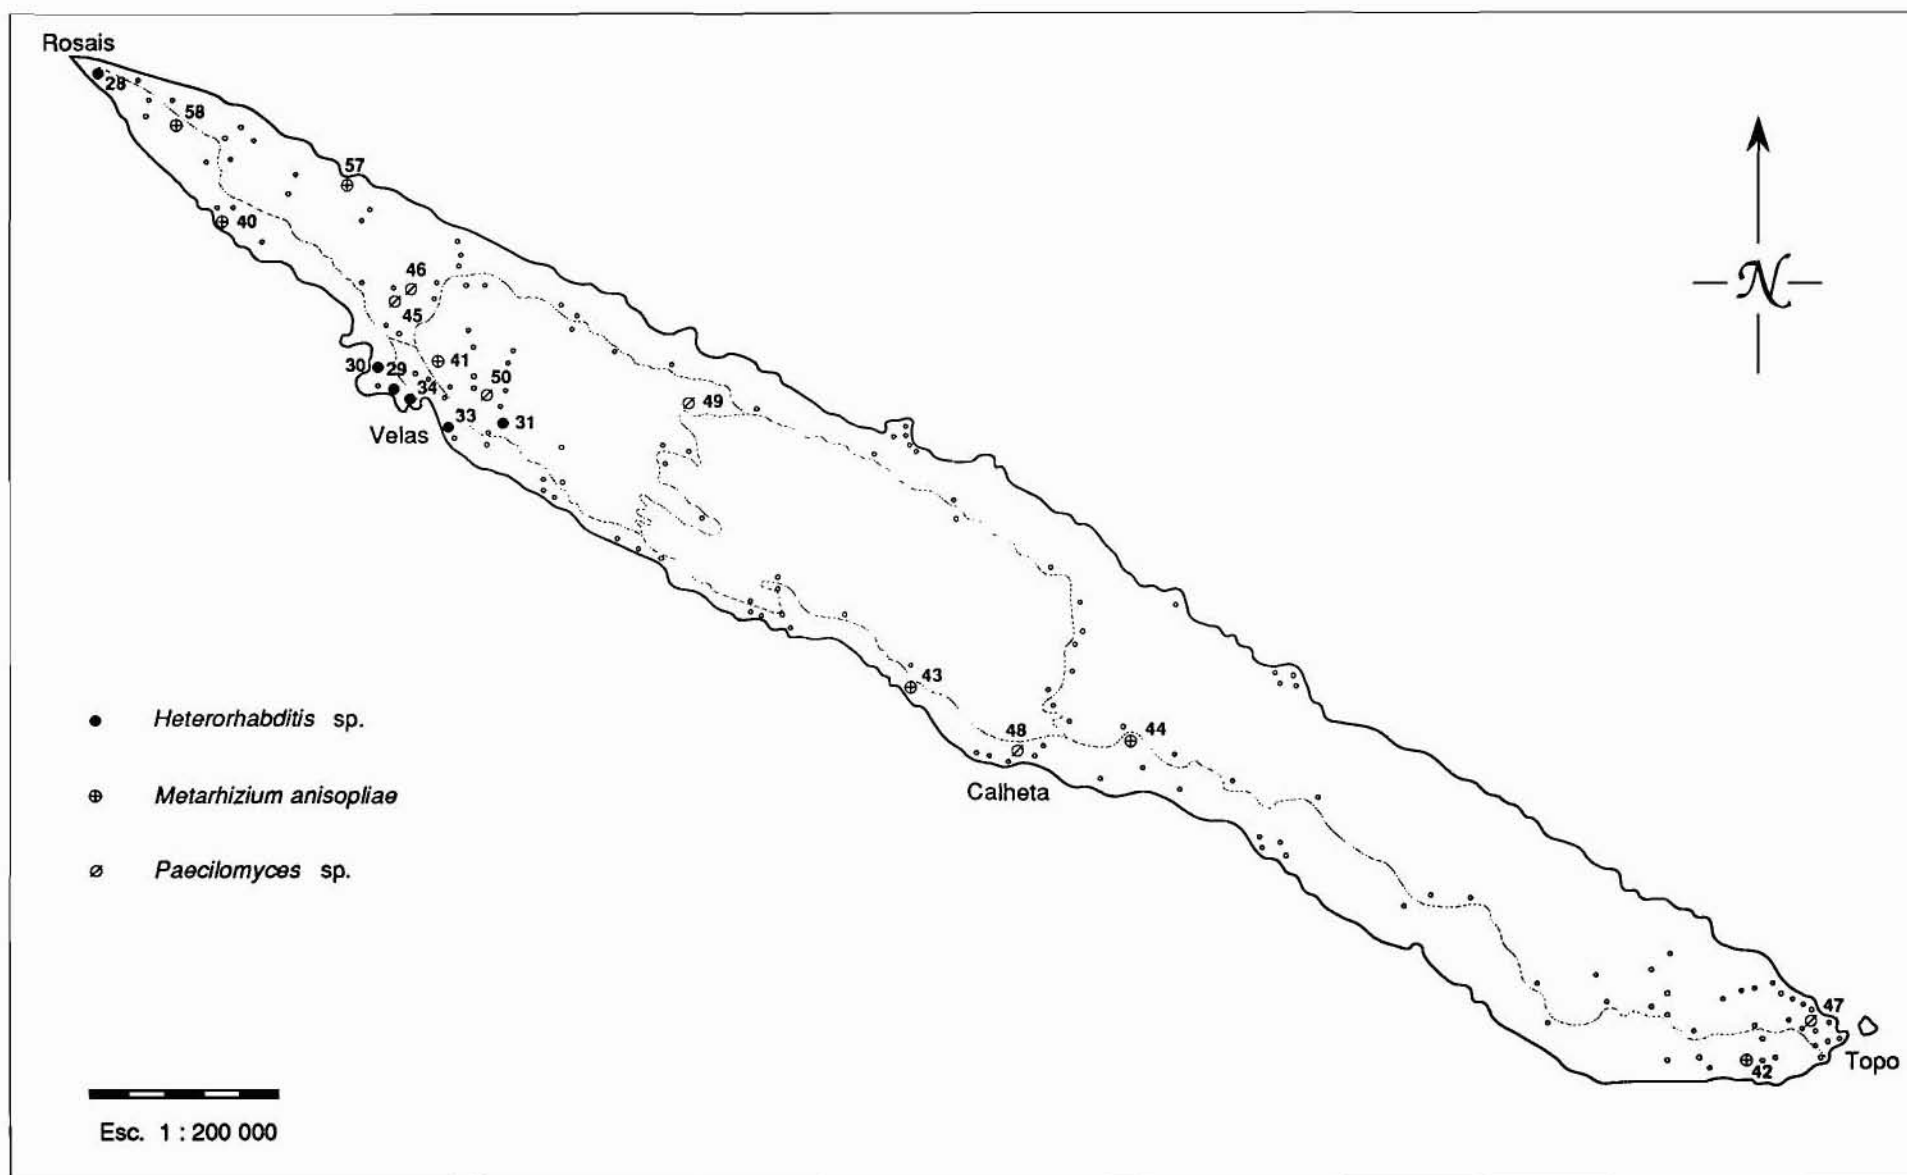 Rosais
28
58
57
40
46
45
30
29
41
50
34
49
33
31
Velas
N
43
48
44
Calheta
Heterorhabditis sp.
Metarhizium anisopliae
Paecilomyces sp.
47
Topo
42
Esc. 1 : 200 000